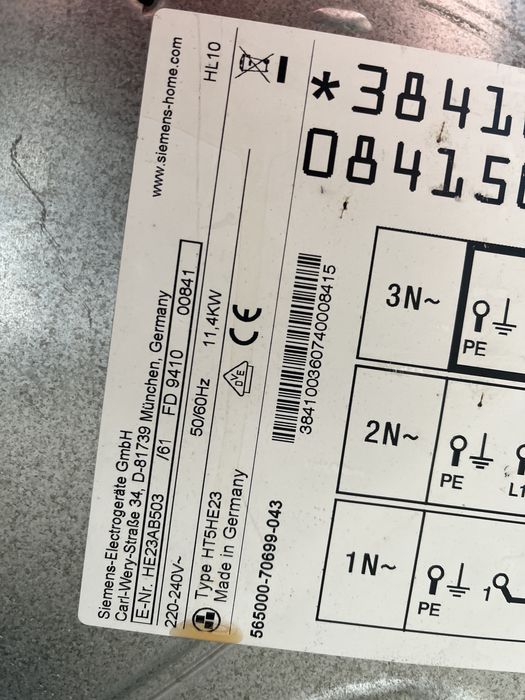 Siemens-Electrogeräte GmbH
Carl-Wery-Straße 34, D-81739 München, Germany
www.siemens-home.com
E-Nr. HE23AB503 /61 FD 9410 00841
220-240V~ 50/60Hz 11,4KW HL10
Type HT5HE23
Made in Germany
D V E
CE
565000-70699-043
384100360740008415
*3841
08415
3N~
PE
2N~
PE
L1
1N~
PE
1